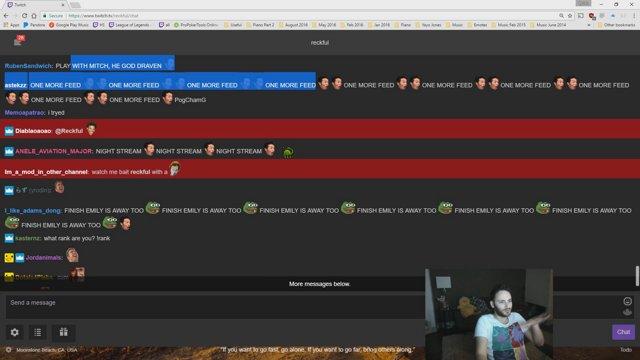 Twitch
Secure | https://www.twitch.tv/reckful/chat
Apps
Pandora
Google Play Music
League of Legends
ProPokerTools Online
Useful
Piano Part 2
August 2016
May 2016
Feb 2016
Jan 2016
Piano
Music
Emotes
May,Feb 2015
Music June 2014
Other bookmarks
28
reckful
RubenSandwich: PLAY WITH MITCH, HE GOD DRAVEN
astekzz: ONE MORE FEED ONE MORE FEED ONE MORE FEED ONE MORE FEED ONE MORE FEED ONE MORE FEED ONE MORE FEED
ONE MORE FEED ONE MORE FEED ONE MORE FEED PogChamG
Memoapatrao: i tryed
Diablaoaoao: @Reckful
ANELE_AVIATION_MAJOR: NIGHT STREAM NIGHT STREAM NIGHT STREAM
Im_a_mod_in_other_channel: watch me bait reckful with a
I_like_adams_dong: FINISH EMILY IS AWAY TOO FINISH EMILY IS AWAY TOO FINISH EMILY IS AWAY TOO FINISH EMILY IS AWAY TOO FINISH EMILY IS AWAY TOO FINISH EMILY IS AWAY TOO
FINISH EMILY IS AWAY TOO
kasternz: what rank are you? !rank
Jordanimals:
More messages below.
Send a message
Chat
Moonstone Beach, CA, USA
"If you want to go fast, go alone. If you want to go far, bring others along."
Todo